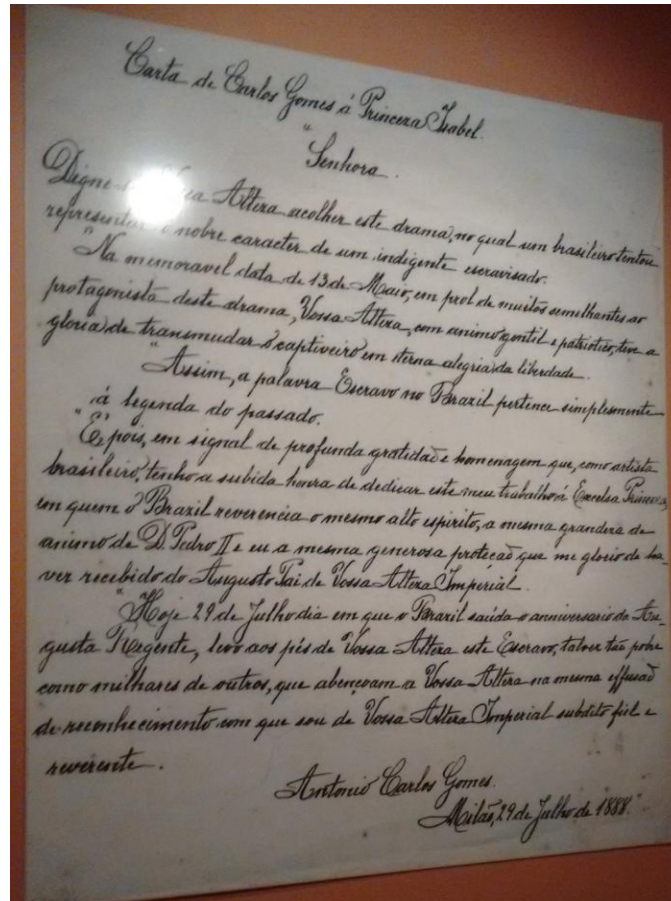 Carta de Carlos Gomes á Princeza Isabel.
"Senhora.
Digne-se Alteza acolher este drama, no qual um brasileiro tentou
representar o nobre caracter de um indigente escravisado.
"Na memoravel data de 13 de Maio, em prol de muitos semelhantes ao
protagonista deste drama, Vossa Alteza, com animo gentil e patriotico, teve a
gloria de transmudar o captiveiro em eterna alegria da liberdade.
"Assim, a palavra Escravo no Brazil pertence simplesmente
á legenda do passado.
"É pois, em signal de profunda gratidaõ e homenagem que, como artista
brasileiro, tenho a subida honra de dedicar este meu trabalho á Excelsa Princeza,
em quem o Brazil reverencia o mesmo alto espirito, a mesma grandeza de
animo de D. Pedro II e eu a mesma generosa proteçaõ que me glorio de ha-
ver recebido do Augusto Pai de Vossa Alteza Imperial.
"Hoje 29 de Julho dia em que o Brazil saúda o anniversario da Au-
gusta Regente, levo aos pés de Vossa Alteza este Escravo, talvez taõ pobre
como milhares de outros, que abençoam a Vossa Alteza na mesma effusaõ
de reconhecimento com que sou de Vossa Alteza Imperial subdito fiel e
reverente.
Antonio Carlos Gomes.
Milaõ, 29 de Julho de 1888."